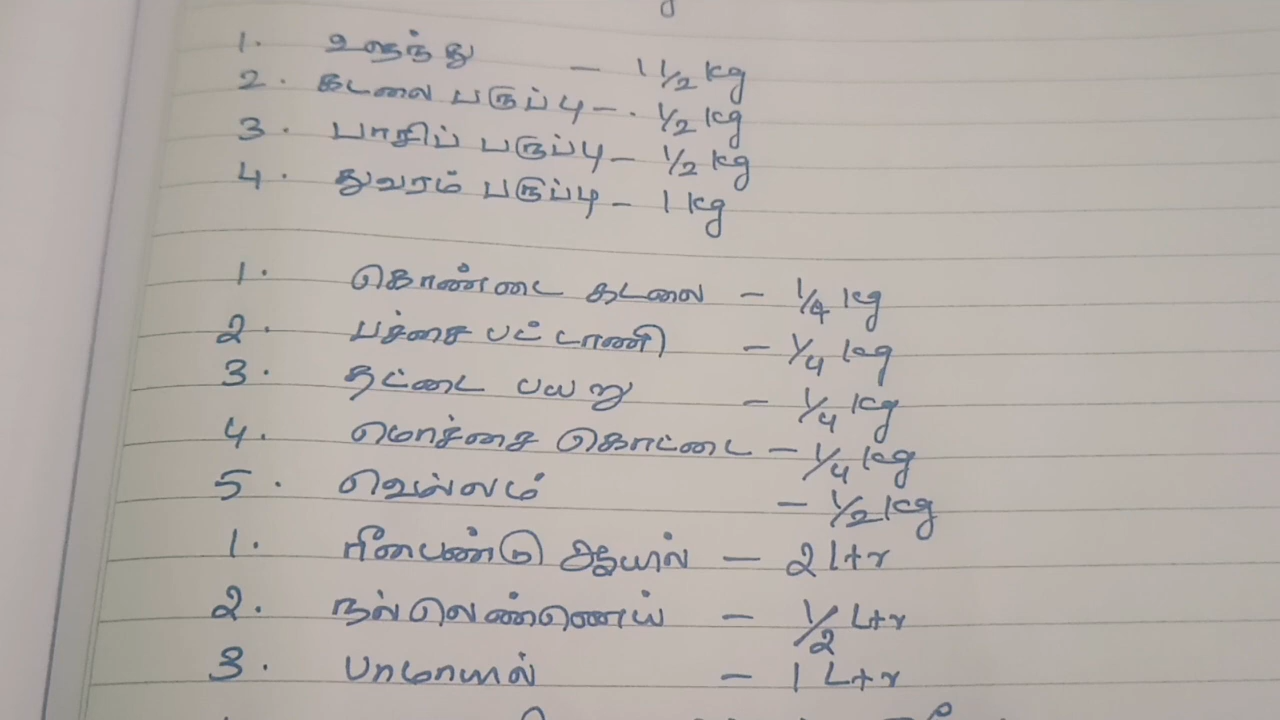 1. உளுந்து - 1 1/2 kg
2. கடலை பருப்பு - 1/2 kg
3. பாசிப் பருப்பு - 1/2 kg
4. துவரம் பருப்பு - 1 kg
1. கொண்டை கடலை - 1/4 kg
2. பச்சை பட்டாணி - 1/4 kg
3. தட்டை பயறு - 1/4 kg
4. மொச்சை கொட்டை - 1/4 kg
5. வெல்லம் - 1/2 kg
1. ரீபைண்டு ஆயில் - 2 ltr
2. நல்லெண்ணெய் - 1/2 Ltr
3. பாமாயில் - 1 Ltr